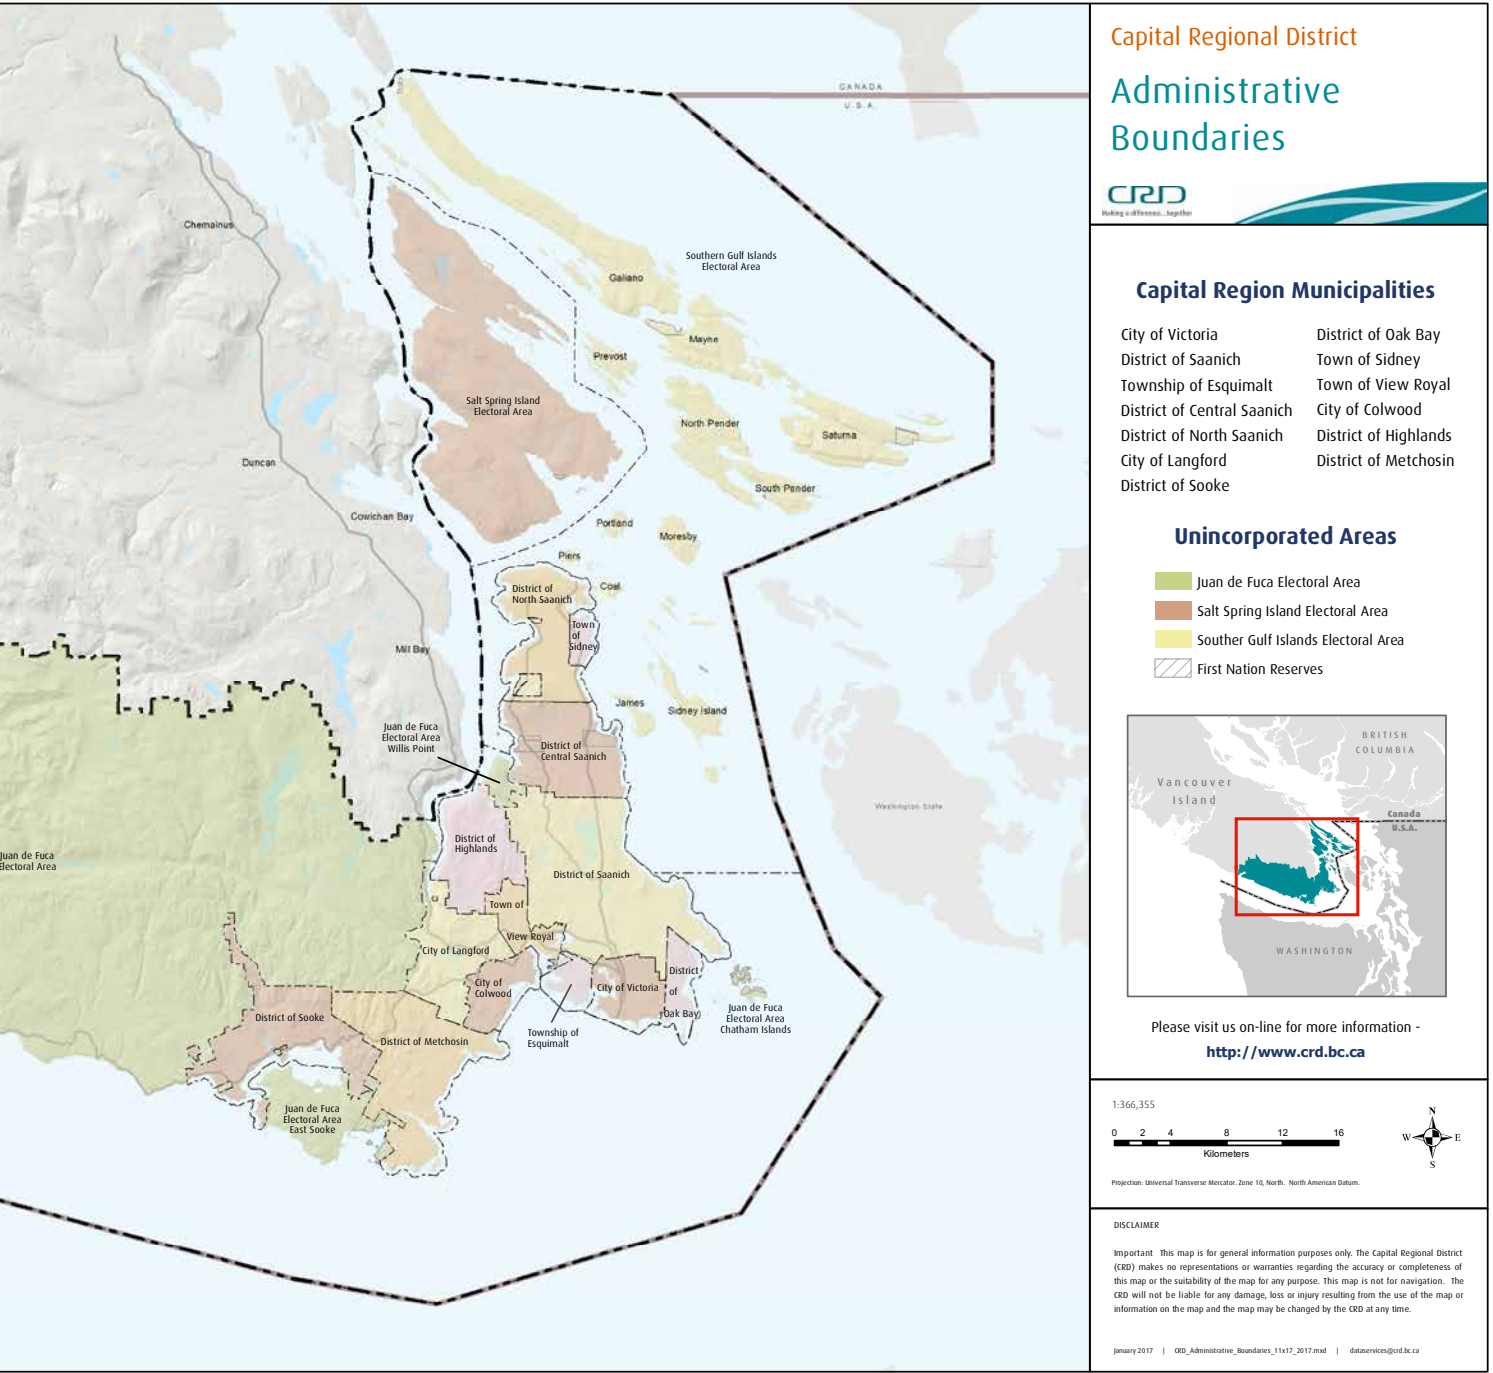 Capital Regional District
Administrative
Boundaries
CRD
Making a difference...together
Capital Region Municipalities
City of Victoria
District of Saanich
Township of Esquimalt
District of Central Saanich
District of North Saanich
City of Langford
District of Sooke
District of Oak Bay
Town of Sidney
Town of View Royal
City of Colwood
District of Highlands
District of Metchosin
Unincorporated Areas
Juan de Fuca Electoral Area
Salt Spring Island Electoral Area
Souther Gulf Islands Electoral Area
First Nation Reserves
BRITISH
COLUMBIA
Vancouver
Island
Canada
U.S.A.
WASHINGTON
Please visit us on-line for more information -
http://www.crd.bc.ca
1:366,355
0 2 4 8 12 16
Kilometers
N
W E
S
Projection: Universal Transverse Mercator. Zone 10, North. North American Datum.
DISCLAIMER
Important This map is for general information purposes only. The Capital Regional District
(CRD) makes no representations or warranties regarding the accuracy or completeness of
this map or the suitability of the map for any purpose. This map is not for navigation. The
CRD will not be liable for any damage, loss or injury resulting from the use of the map or
information on the map and the map may be changed by the CRD at any time.
January 2017 | CRD_Administrative_Boundaries_11x17_2017.mxd | dataservices@crd.bc.ca
CANADA
U.S.A.
Chemainus
Southern Gulf Islands
Electoral Area
Galiano
Mayne
Prevost
Salt Spring Island
Electoral Area
North Pender
Saturna
Duncan
South Pender
Cowichan Bay
Portland
Moresby
Piers
Coal
District of
North Saanich
Town
of
Sidney
Mill Bay
James
Sidney Island
Juan de Fuca
Electoral Area
Willis Point
District of
Central Saanich
Washington State
District of
Highlands
Juan de Fuca
Electoral Area
District of Saanich
Town of
View Royal
City of Langford
District
of
Oak Bay
City of
Colwood
City of Victoria
Juan de Fuca
Electoral Area
Chatham Islands
District of Sooke
Township of
Esquimalt
District of Metchosin
Juan de Fuca
Electoral Area
East Sooke